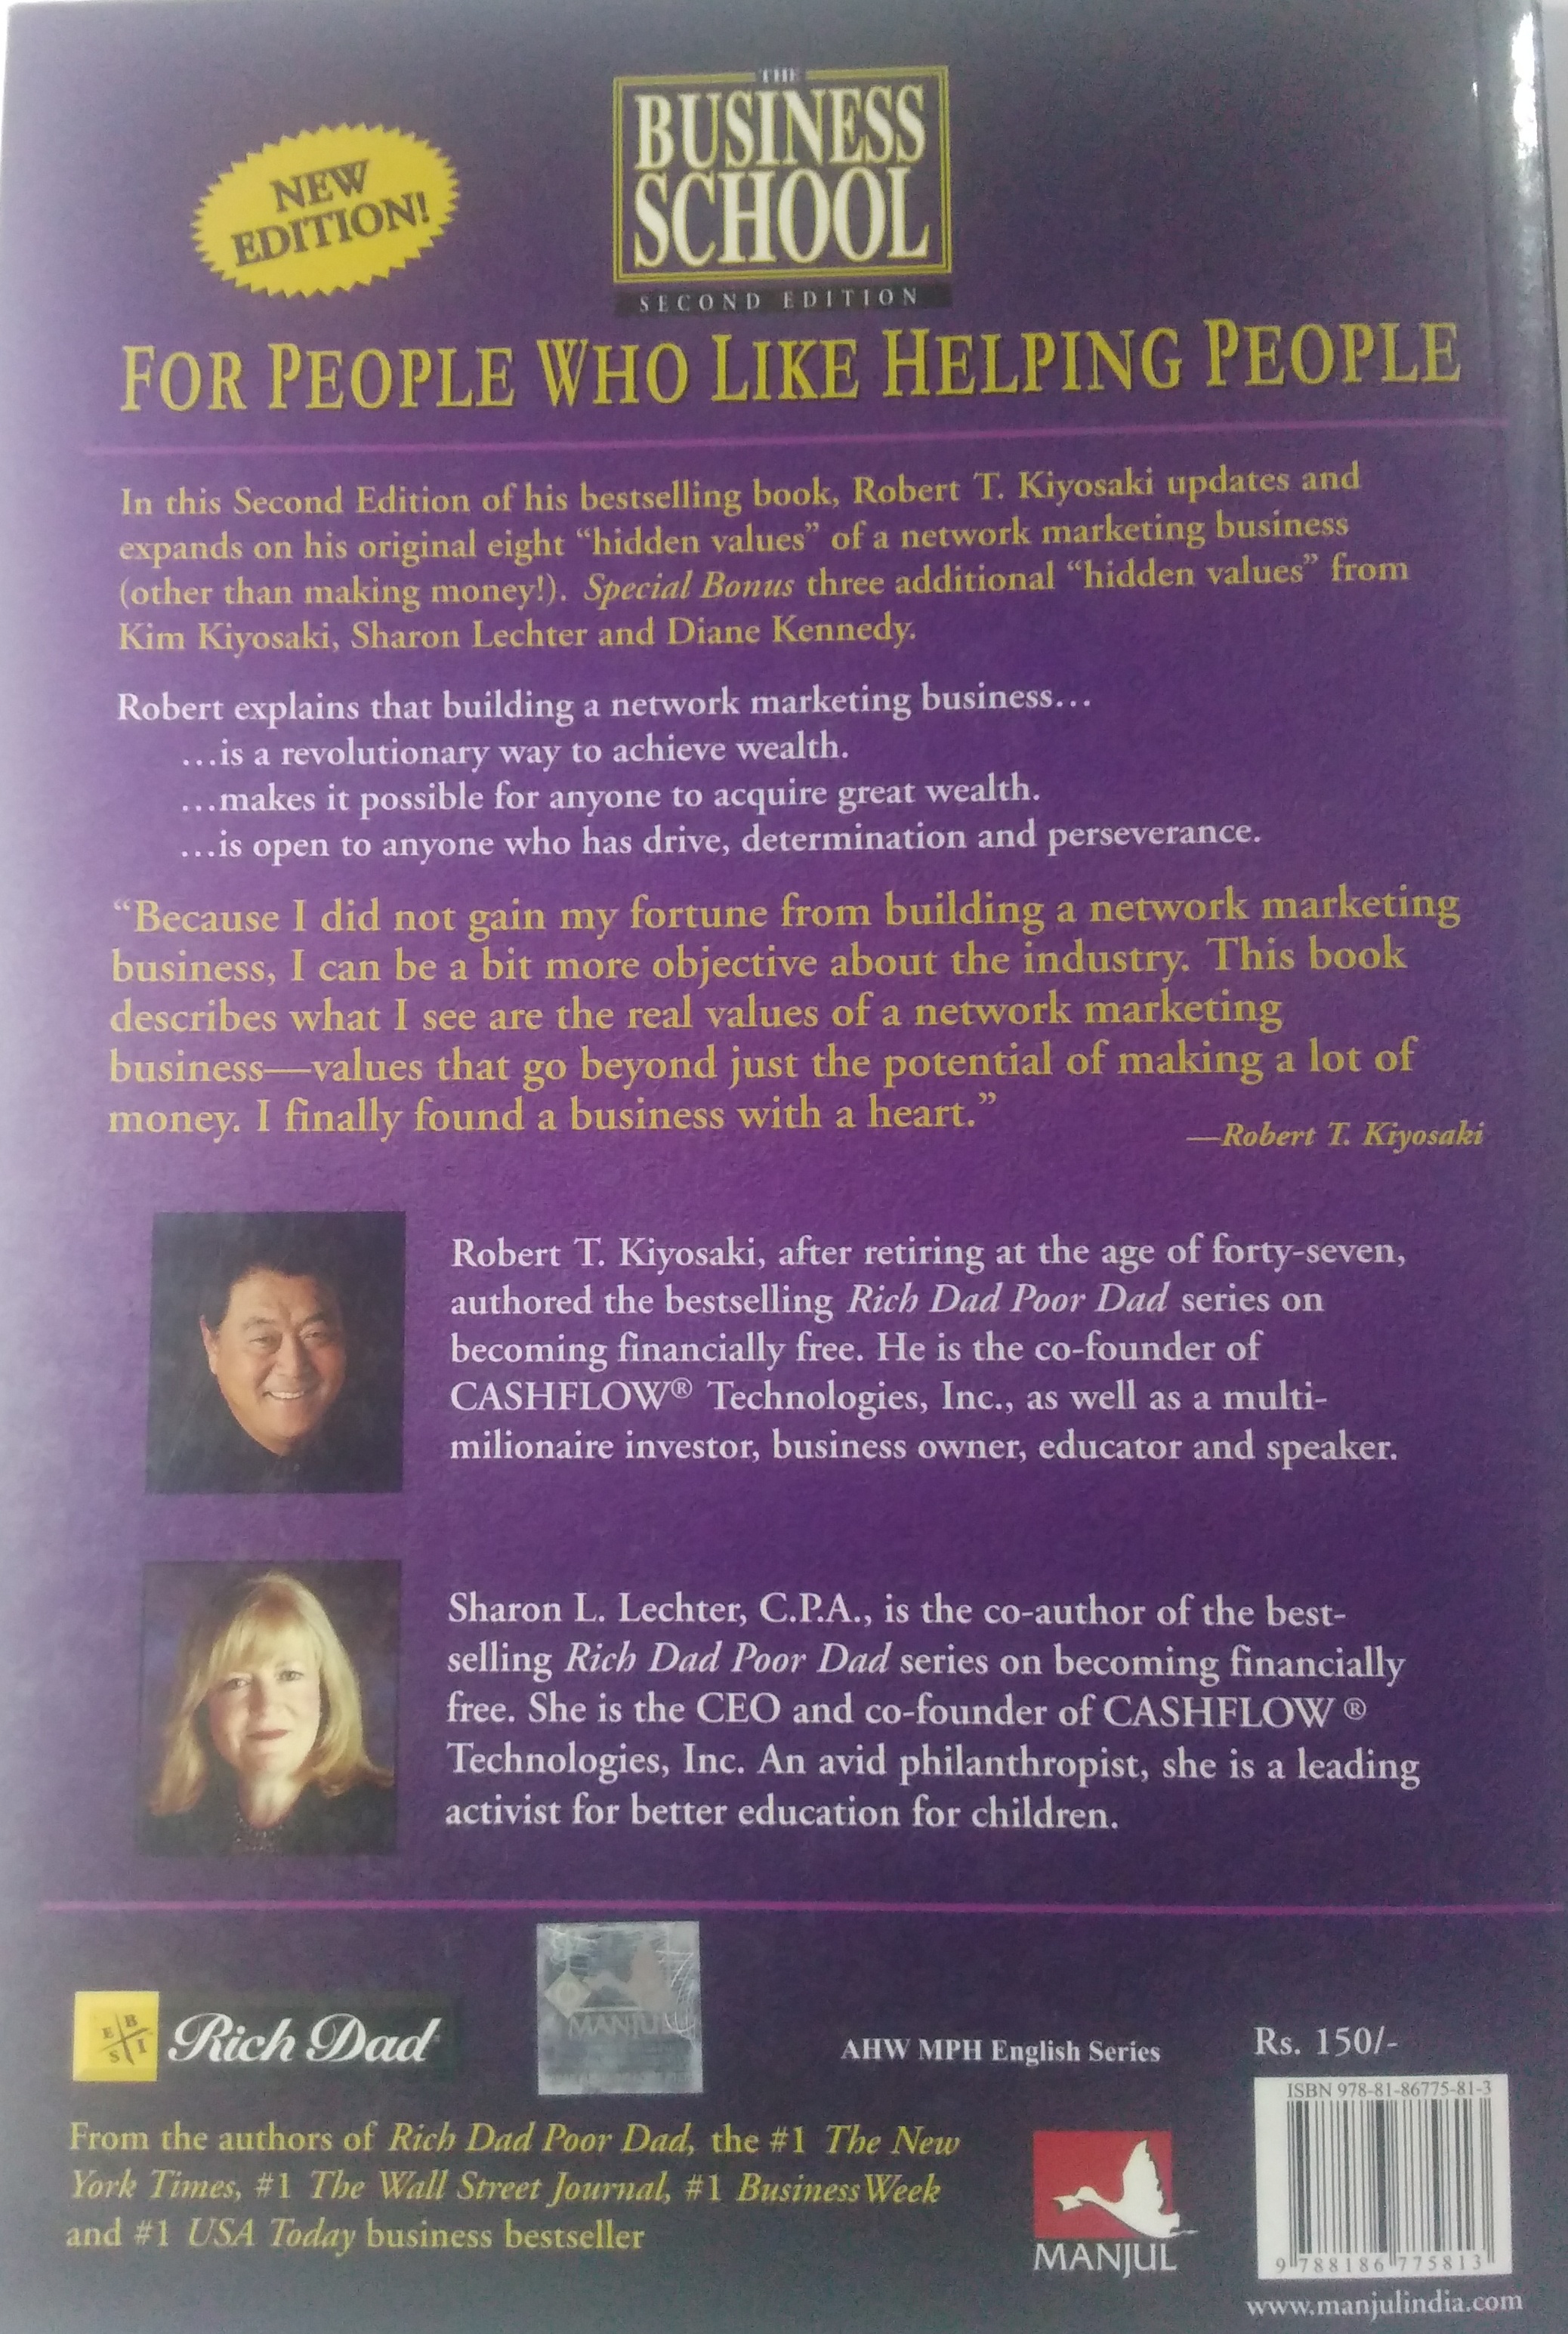 THE
BUSINESS
SCHOOL
SECOND EDITION
NEW
EDITION!
FOR PEOPLE WHO LIKE HELPING PEOPLE
In this Second Edition of his bestselling book, Robert T. Kiyosaki updates and
expands on his original eight “hidden values” of a network marketing business
(other than making money!). Special Bonus three additional “hidden values” from
Kim Kiyosaki, Sharon Lechter and Diane Kennedy.
Robert explains that building a network marketing business…
…is a revolutionary way to achieve wealth.
…makes it possible for anyone to acquire great wealth.
…is open to anyone who has drive, determination and perseverance.
“Because I did not gain my fortune from building a network marketing
business, I can be a bit more objective about the industry. This book
describes what I see are the real values of a network marketing
business—values that go beyond just the potential of making a lot of
money. I finally found a business with a heart.”
—Robert T. Kiyosaki
Robert T. Kiyosaki, after retiring at the age of forty-seven,
authored the bestselling Rich Dad Poor Dad series on
becoming financially free. He is the co-founder of
CASHFLOW® Technologies, Inc., as well as a multi-
milionaire investor, business owner, educator and speaker.
Sharon L. Lechter, C.P.A., is the co-author of the best-
selling Rich Dad Poor Dad series on becoming financially
free. She is the CEO and co-founder of CASHFLOW ®
Technologies, Inc. An avid philanthropist, she is a leading
activist for better education for children.
E B
S I
Rich Dad
MANJUL
AHW MPH English Series
Rs. 150/-
ISBN 978-81-86775-81-3
From the authors of Rich Dad Poor Dad, the #1 The New
York Times, #1 The Wall Street Journal, #1 BusinessWeek
and #1 USA Today business bestseller
MANJUL
9 788186 775813
www.manjulindia.com